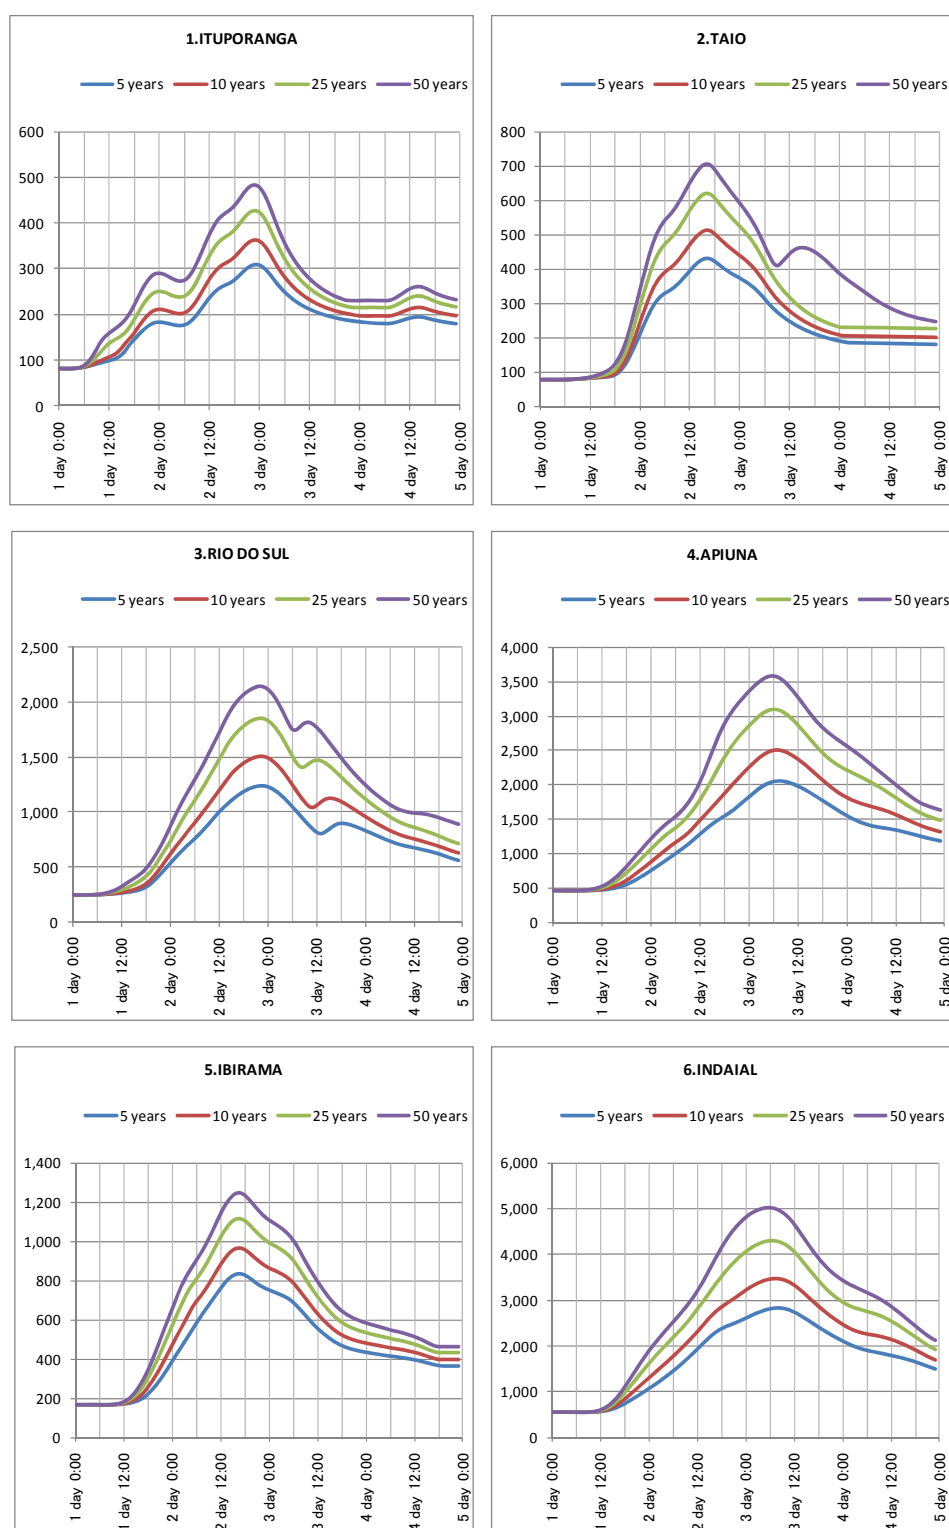 1.ITUPORANGA
5 years 10 years 25 years 50 years
600
500
400
300
200
100
0
1 day 0:00
1 day 12:00
2 day 0:00
2 day 12:00
3 day 0:00
3 day 12:00
4 day 0:00
4 day 12:00
5 day 0:00
2.TAIO
5 years 10 years 25 years 50 years
800
700
600
500
400
300
200
100
0
1 day 0:00
1 day 12:00
2 day 0:00
2 day 12:00
3 day 0:00
3 day 12:00
4 day 0:00
4 day 12:00
5 day 0:00
3.RIO DO SUL
5 years 10 years 25 years 50 years
2,500
2,000
1,500
1,000
500
0
1 day 0:00
1 day 12:00
2 day 0:00
2 day 12:00
3 day 0:00
3 day 12:00
4 day 0:00
4 day 12:00
5 day 0:00
4.APIUNA
5 years 10 years 25 years 50 years
4,000
3,500
3,000
2,500
2,000
1,500
1,000
500
0
1 day 0:00
1 day 12:00
2 day 0:00
2 day 12:00
3 day 0:00
3 day 12:00
4 day 0:00
4 day 12:00
5 day 0:00
5.IBIRAMA
5 years 10 years 25 years 50 years
1,400
1,200
1,000
800
600
400
200
0
1 day 0:00
1 day 12:00
2 day 0:00
2 day 12:00
3 day 0:00
3 day 12:00
4 day 0:00
4 day 12:00
5 day 0:00
6.INDAIAL
5 years 10 years 25 years 50 years
6,000
5,000
4,000
3,000
2,000
1,000
0
1 day 0:00
1 day 12:00
2 day 0:00
2 day 12:00
3 day 0:00
3 day 12:00
4 day 0:00
4 day 12:00
5 day 0:00